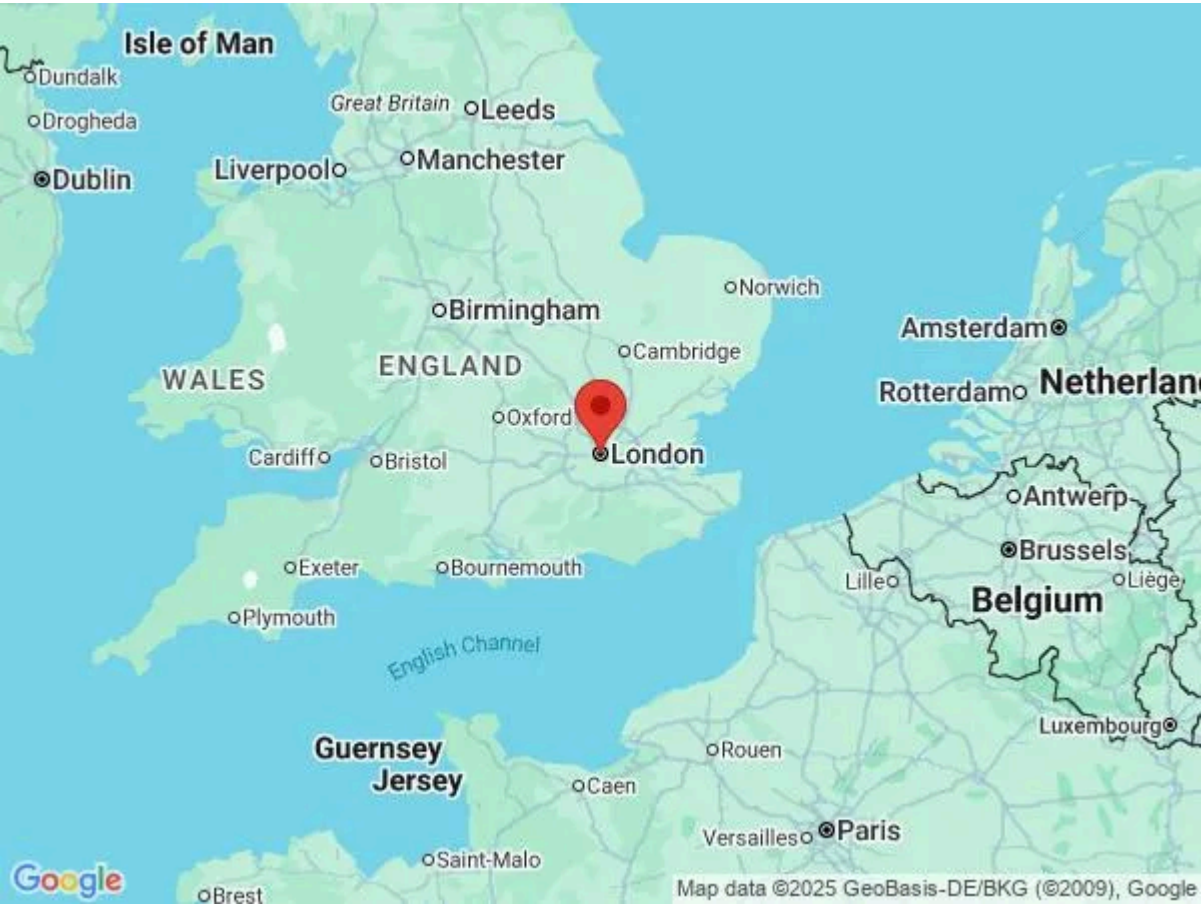 Isle of Man
Dundalk
Great Britain
Leeds
Drogheda
Manchester
Liverpool
Dublin
Norwich
Birmingham
Amsterdam
Cambridge
ENGLAND
WALES
Netherlan
Rotterdam
Oxford
London
Cardiff
Bristol
Antwerp
Brussels
Exeter
Bournemouth
Lille
Liège
Belgium
Plymouth
English Channel
Luxembourg
Guernsey
Jersey
Rouen
Caen
Versailles
Paris
Saint-Malo
Google
Brest
Map data ©2025 GeoBasis-DE/BKG (©2009), Google